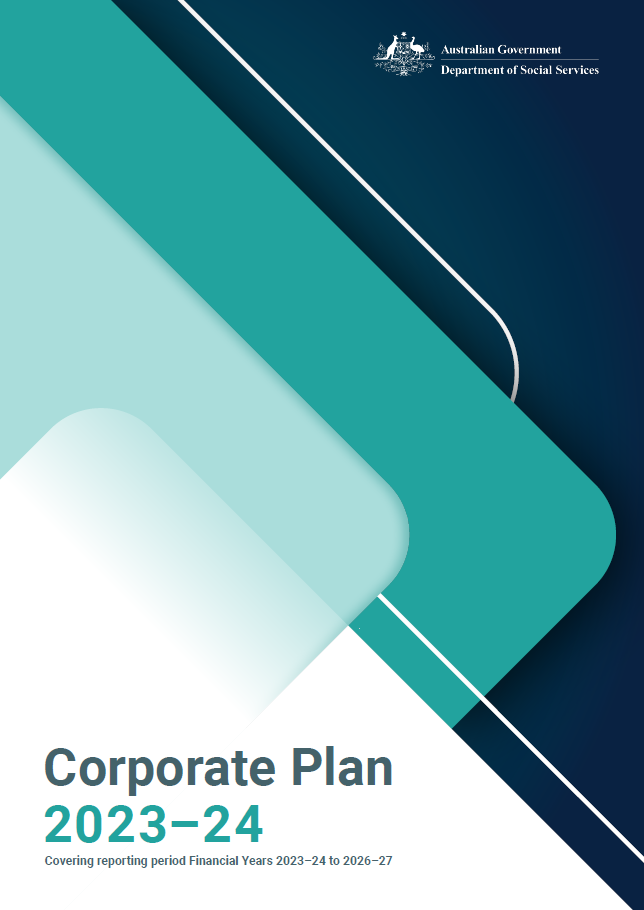 Australian Government
Department of Social Services
Corporate Plan
2023–24
Covering reporting period Financial Years 2023–24 to 2026–27